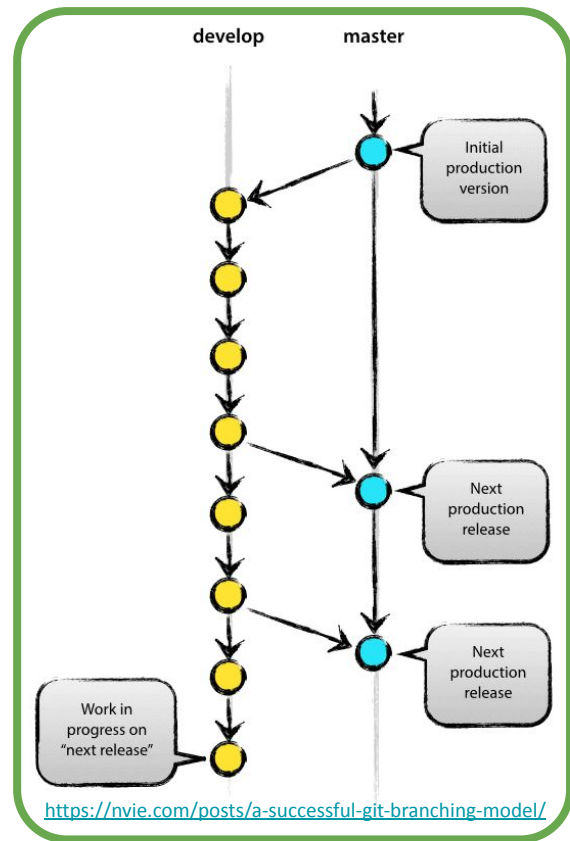 develop
master
Initial
production
version
Next
production
release
Next
production
release
Work in
progress on
“next release”
https://nvie.com/posts/a-successful-git-branching-model/